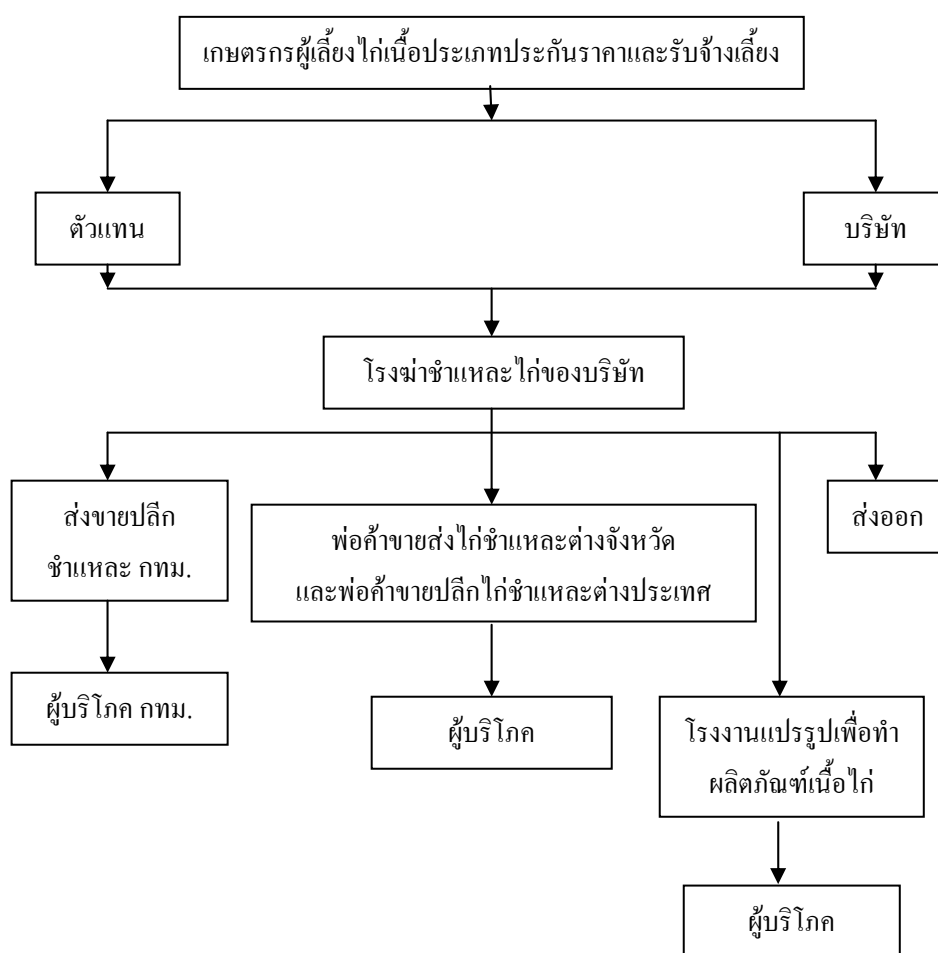 เกษตรกรผู้เลี้ยงไก่เนื้อประเภทประกันราคาและรับจ้างเลี้ยง
ตัวแทน
บริษัท
โรงฆ่าชำแหละไก่ของบริษัท
ส่งขายปลีก
ชำแหละ กทม.
พ่อค้าขายส่งไก่ชำแหละต่างจังหวัด
และพ่อค้าขายปลีกไก่ชำแหละต่างประเทศ
ส่งออก
ผู้บริโภค กทม.
ผู้บริโภค
โรงงานแปรรูปเพื่อทำ
ผลิตภัณฑ์เนื้อไก่
ผู้บริโภค